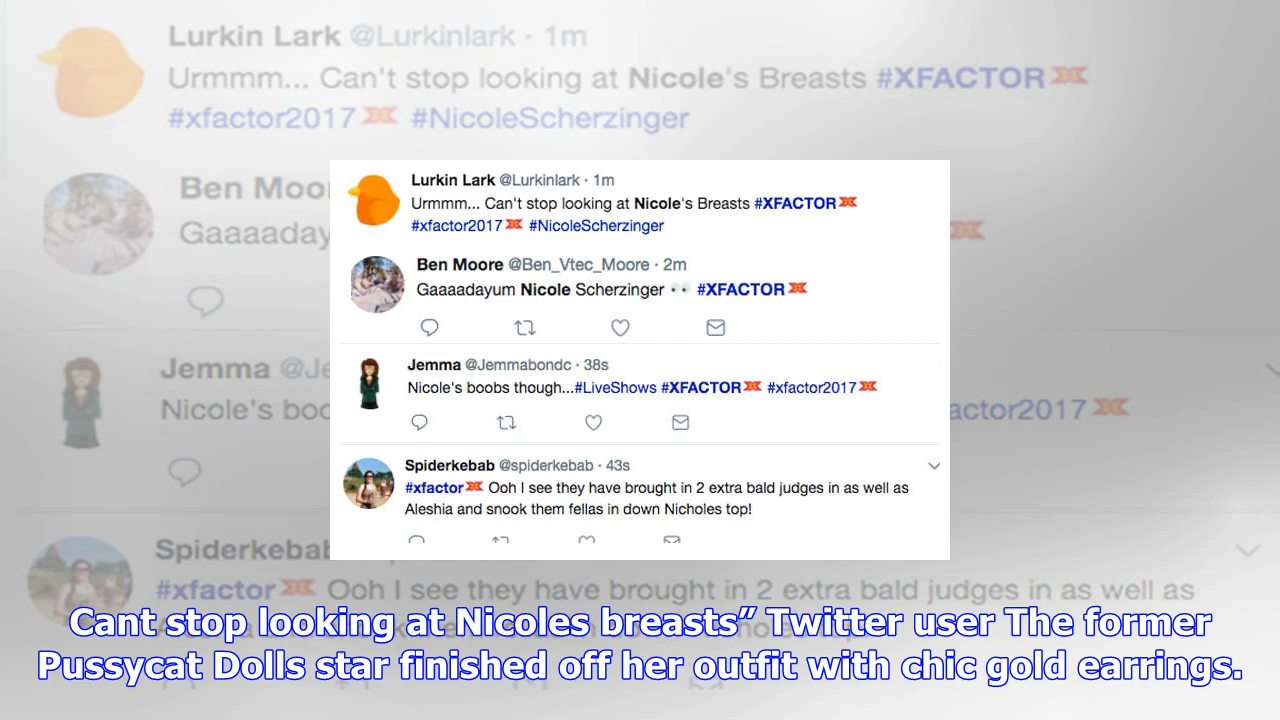 Lurkin Lark @Lurkinlark · 1m
Urmmm... Can't stop looking at Nicole's Breasts #XFACTOR
#xfactor2017 #NicoleScherzinger
Ben Moor
Gaaaaday
Jemma @Je
Nicole's boo
actor2017
Spiderkebab
#xfactor Ooh I see they have brought in 2 extra bald judges in as well as
Lurkin Lark @Lurkinlark · 1m
Urmmm... Can't stop looking at Nicole's Breasts #XFACTOR
#xfactor2017 #NicoleScherzinger
Ben Moore @Ben_Vtec_Moore · 2m
Gaaaadayum Nicole Scherzinger 👀 #XFACTOR
Jemma @Jemmabondc · 38s
Nicole's boobs though...#LiveShows #XFACTOR #xfactor2017
Spiderkebab @spiderkebab · 43s
#xfactor Ooh I see they have brought in 2 extra bald judges in as well as
Aleshia and snook them fellas in down Nicholes top!
Cant stop looking at Nicoles breasts” Twitter user The former
Pussycat Dolls star finished off her outfit with chic gold earrings.